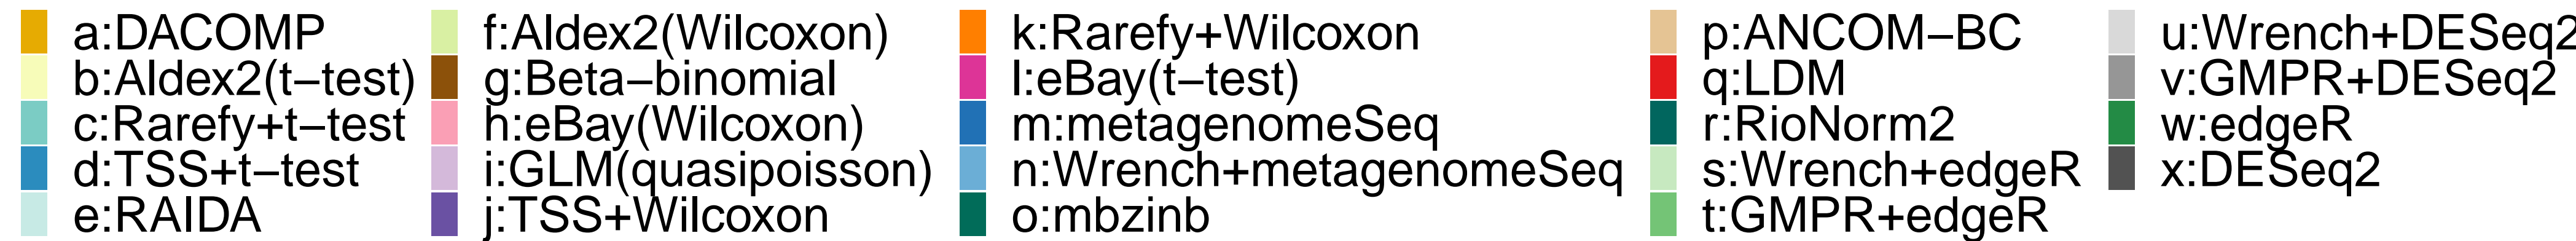 a:DACOMP
b:Aldex2(t−test)
c:Rarefy+t−test
d:TSS+t−test
e:RAIDA
f:Aldex2(Wilcoxon)
g:Beta−binomial
h:eBay(Wilcoxon)
i:GLM(quasipoisson)
j:TSS+Wilcoxon
k:Rarefy+Wilcoxon
l:eBay(t−test)
m:metagenomeSeq
n:Wrench+metagenomeSeq
o:mbzinb
p:ANCOM−BC
q:LDM
r:RioNorm2
s:Wrench+edgeR
t:GMPR+edgeR
u:Wrench+DESeq2
v:GMPR+DESeq2
w:edgeR
x:DESeq2